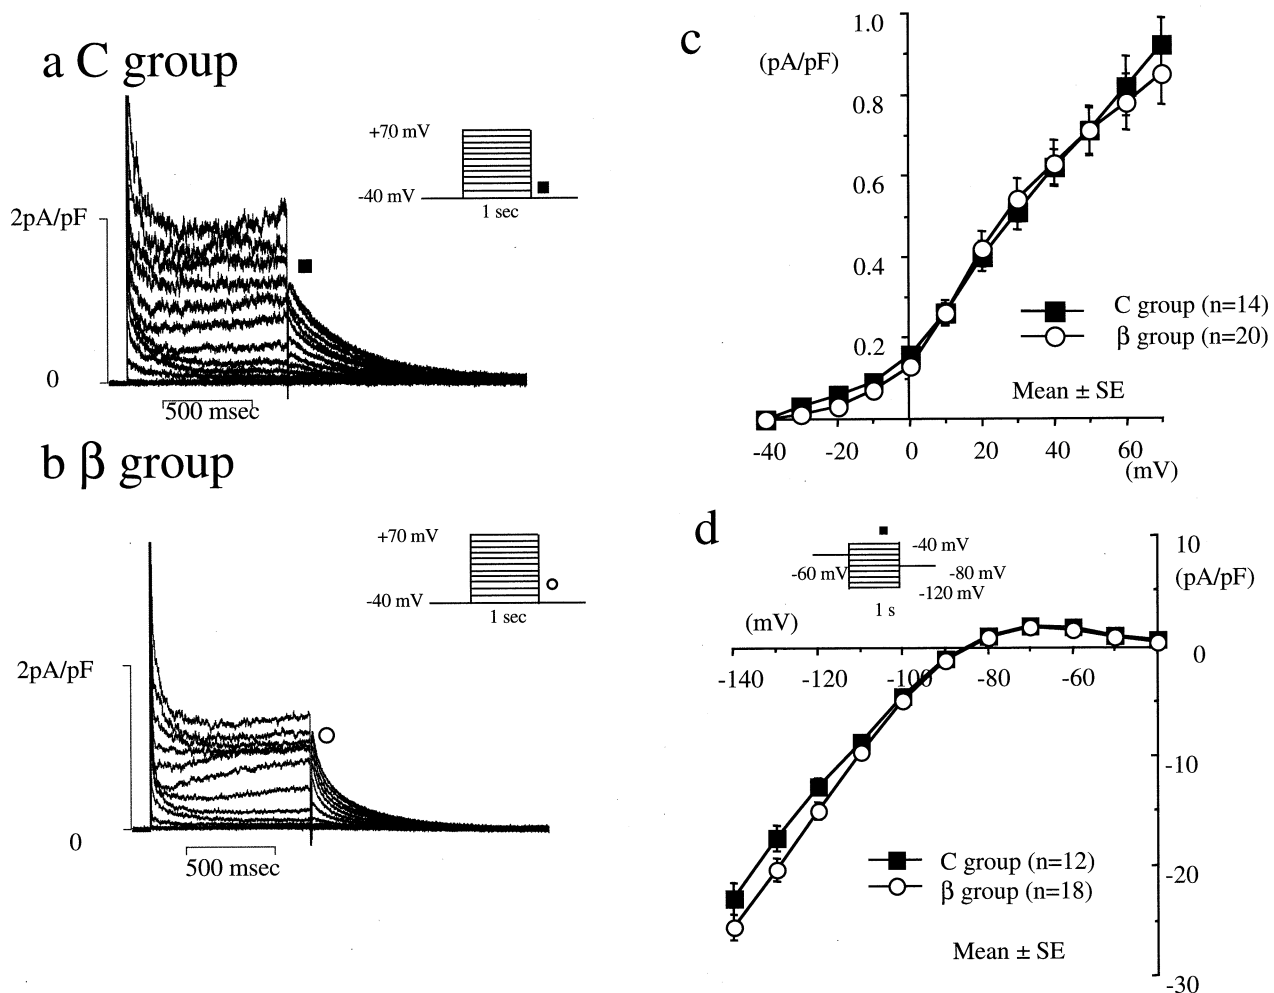 a C group
+70 mV
-40 mV
1 sec
2pA/pF
0
500 msec
b β group
+70 mV
-40 mV
1 sec
2pA/pF
0
500 msec
c
(pA/pF)
1.0
0.8
0.6
0.4
0.2
C group (n=14)
β group (n=20)
Mean ± SE
-40 -20 0 20 40 60
(mV)
d
-40 mV
-60 mV
-80 mV
-120 mV
1 s
10
(pA/pF)
(mV)
0
-140 -120 -100 -80 -60
-10
-20
-30
C group (n=12)
β group (n=18)
Mean ± SE